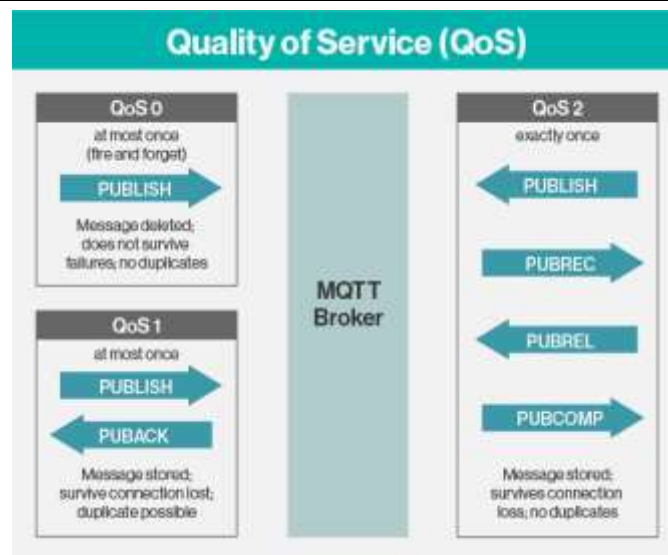 Quality of Service (QoS)
QoS 0
at most once
(fire and forget)
PUBLISH
Message deleted;
does not survive
failures; no duplicates
QoS 1
at most once
PUBLISH
PUBACK
Message stored;
survive connection lost;
duplicate possible
MQTT
Broker
QoS 2
exactly once
PUBLISH
PUBREC
PUBREL
PUBCOMP
Message stored;
survives connection
loss; no duplicates